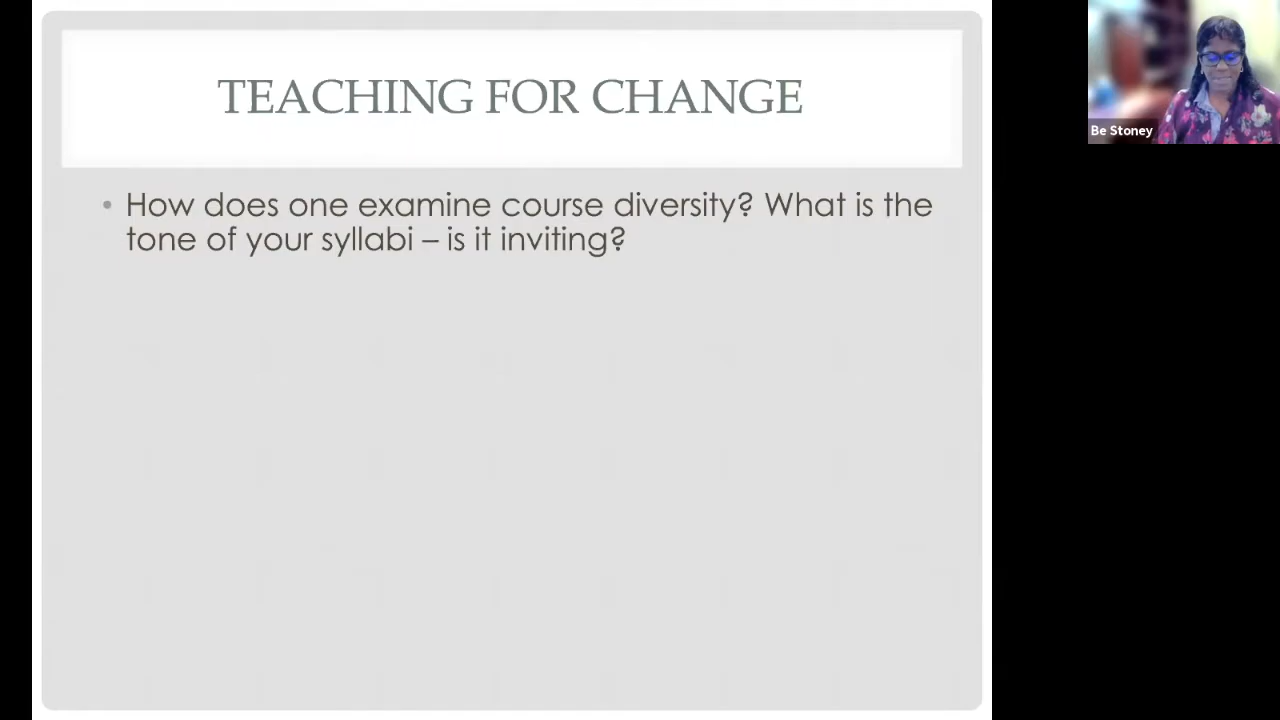 TEACHING FOR CHANGE
• How does one examine course diversity? What is the
tone of your syllabi – is it inviting?
Be Stoney